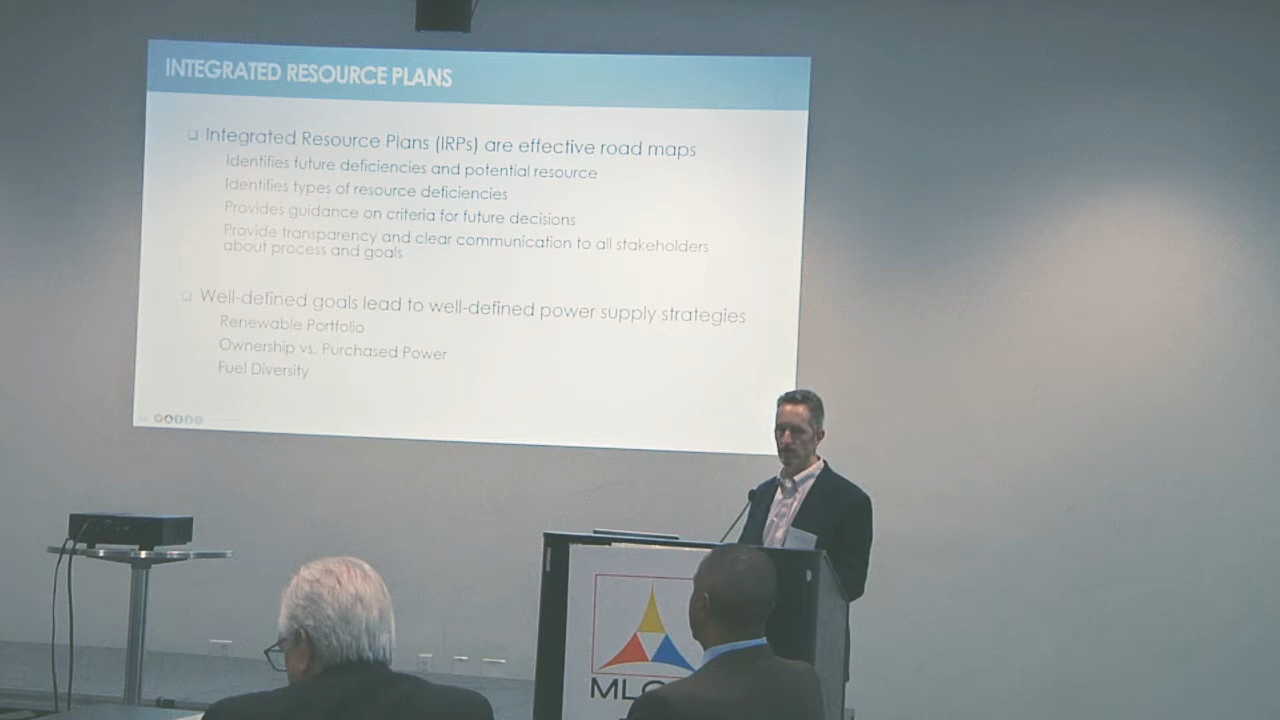 INTEGRATED RESOURCE PLANS
Integrated Resource Plans (IRPs) are effective road maps
Identifies future deficiencies and potential resource
Identifies types of resource deficiencies
Provides guidance on criteria for future decisions
Provide transparency and clear communication to all stakeholders
about process and goals
Well-defined goals lead to well-defined power supply strategies
Renewable Portfolio
Ownership vs. Purchased Power
Fuel Diversity